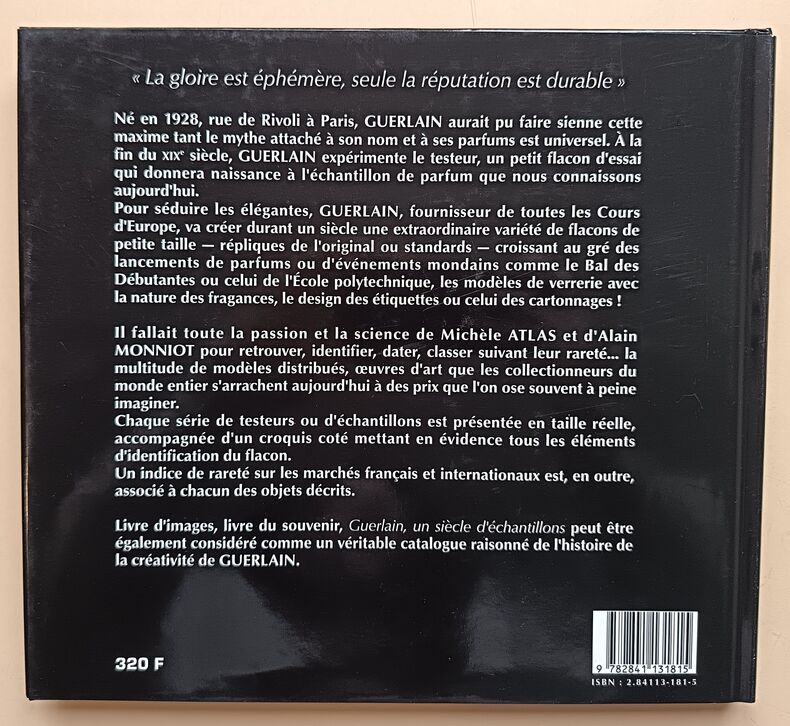 « La gloire est éphémère, seule la réputation est durable »
Né en 1928, rue de Rivoli à Paris, GUERLAIN aurait pu faire sienne cette
maxime tant le mythe attaché à son nom et à ses parfums est universel. À la
fin du XIXe siècle, GUERLAIN expérimente le testeur, un petit flacon d'essai
qui donnera naissance à l'échantillon de parfum que nous connaissons
aujourd'hui.
Pour séduire les élégantes, GUERLAIN, fournisseur de toutes les Cours
d'Europe, va créer durant un siècle une extraordinaire variété de flacons de
petite taille — répliques de l'original ou standards — croissant au gré des
lancements de parfums ou d'événements mondains comme le Bal des
Débutantes ou celui de l'École polytechnique, les modèles de verrerie avec
la nature des fragances, le design des étiquettes ou celui des cartonnages !
Il fallait toute la passion et la science de Michèle ATLAS et d'Alain
MONNIOT pour retrouver, identifier, dater, classer suivant leur rareté... la
multitude de modèles distribués, œuvres d'art que les collectionneurs du
monde entier s'arrachent aujourd'hui à des prix que l'on ose souvent à peine
imaginer.
Chaque série de testeurs ou d'échantillons est présentée en taille réelle,
accompagnée d'un croquis coté mettant en évidence tous les éléments
d'identification du flacon.
Un indice de rareté sur les marchés français et internationaux est, en outre,
associé à chacun des objets décrits.
Livre d'images, livre du souvenir, Guerlain, un siècle d'échantillons peut être
également considéré comme un véritable catalogue raisonné de l'histoire de
la créativité de GUERLAIN.
320 F
9 782841 131815
ISBN : 2.84113-181-5